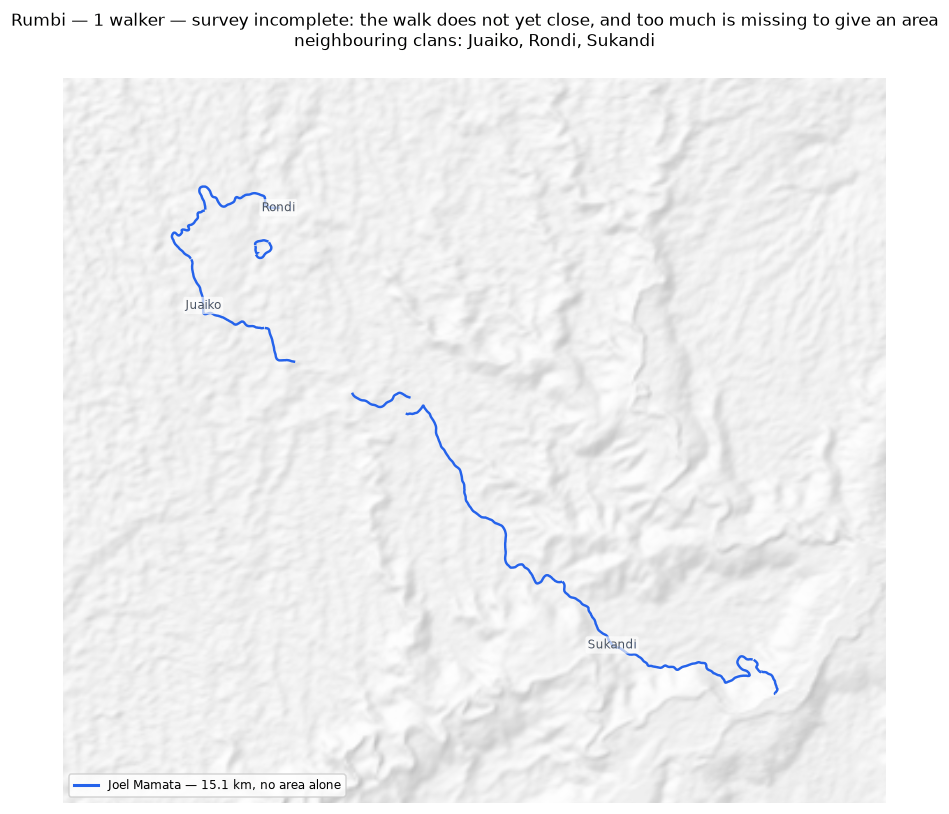 Rumbi — 1 walker — survey incomplete: the walk does not yet close, and too much is missing to give an area
neighbouring clans: Juaiko, Rondi, Sukandi
Rondi
Juaiko
Sukandi
Joel Mamata — 15.1 km, no area alone